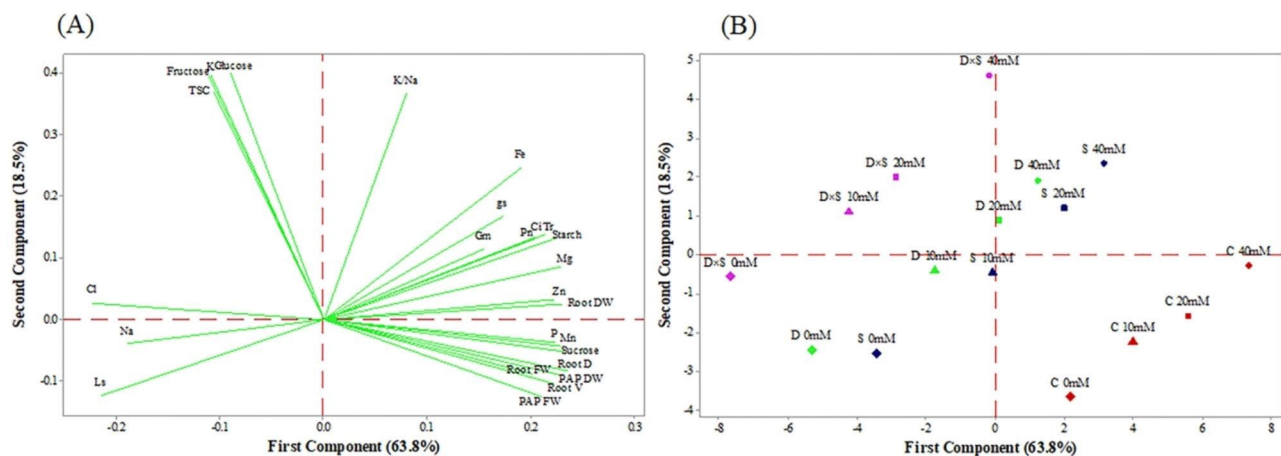 (A)
(B)
Second Component (18.5%)
0.4
0.3
0.2
0.1
0.0
-0.1
Fructose
K
Glucose
TSC
K/Na
Fe
gs
Gm
Pn
Ci
Tr
Starch
Mg
Zn
Root DW
Cl
Na
Ls
P
Mn
Sucrose
Root D
Root FW
PAP DW
Root V
PAP FW
-0.2
-0.1
0.0
0.1
0.2
0.3
First Component (63.8%)
Second Component (18.5%)
5
4
3
2
1
0
-1
-2
-3
-4
D×S 40mM
S 40mM
D×S 20mM
D 40mM
S 20mM
D×S 10mM
D 20mM
D 10mM
S 10mM
C 40mM
D×S 0mM
C 20mM
D 0mM
S 0mM
C 10mM
C 0mM
-8
-6
-4
-2
0
2
4
6
8
First Component (63.8%)